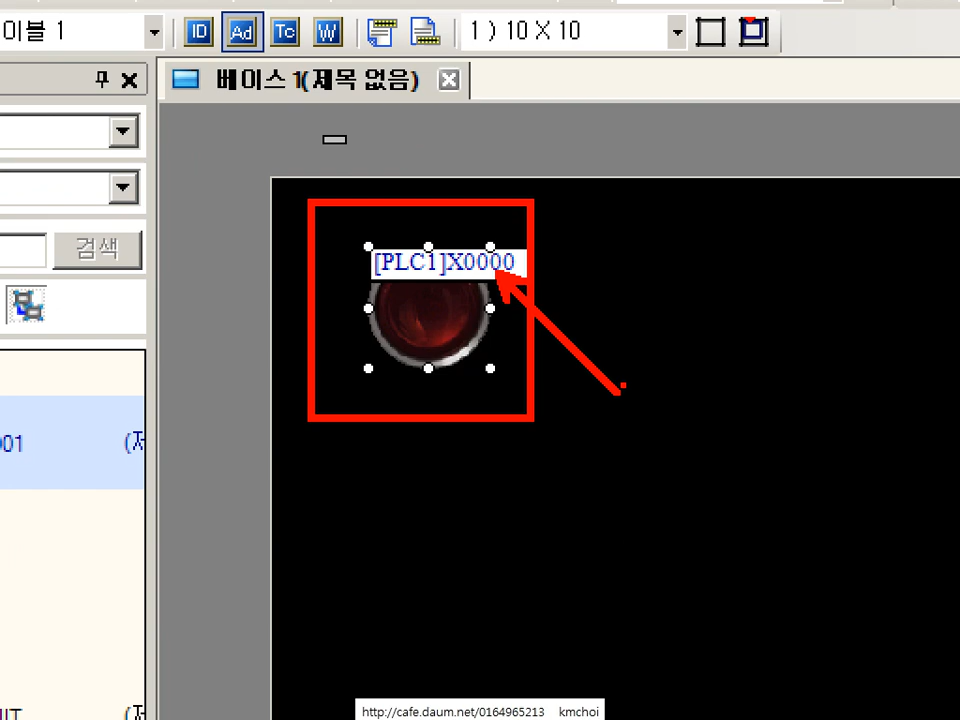 이블 1
ID
Ad
Tc
W
1 ) 10 X 10
베이스 1(제목 없음)
검색
[PLC1]X0000
001
http://cafe.daum.net/0164965213 kmchoi